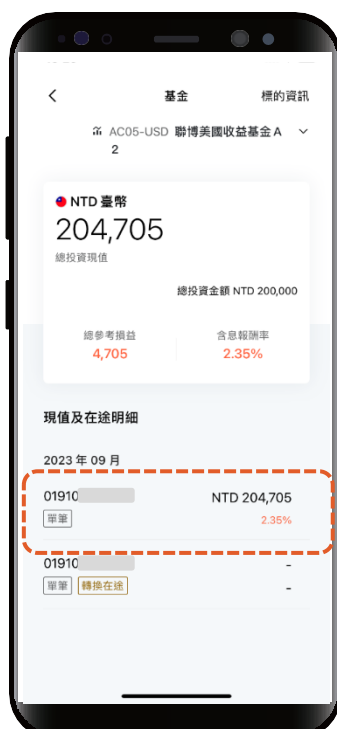 基金
標的資訊
AC05-USD 聯博美國收益基金 A
2
NTD 臺幣
204,705
總投資現值
總投資金額 NTD 200,000
總參考損益
含息報酬率
4,705
2.35%
現值及在途明細
2023 年 09 月
01910
NTD 204,705
單筆
2.35%
01910
-
單筆 轉換在途
-